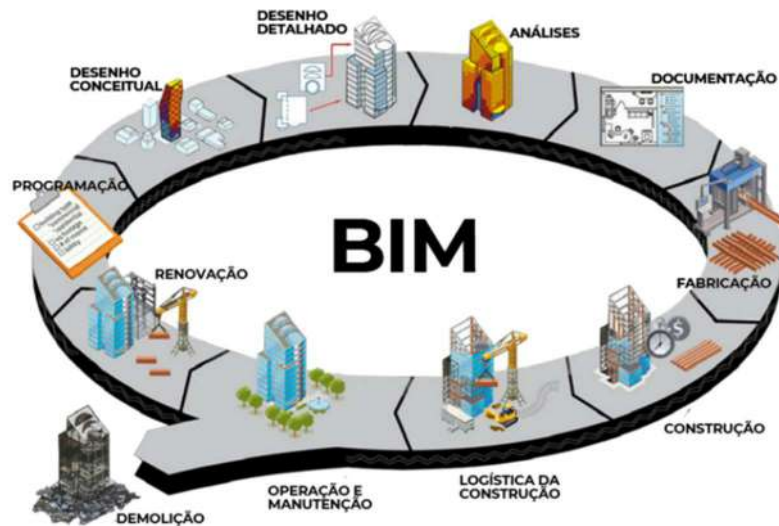 DESENHO
DETALHADO
ANÁLISES
DESENHO
CONCEITUAL
DOCUMENTAÇÃO
PROGRAMAÇÃO
BIM
RENOVAÇÃO
FABRICAÇÃO
CONSTRUÇÃO
LOGÍSTICA DA
CONSTRUÇÃO
OPERAÇÃO E
MANUTENÇÃO
DEMOLIÇÃO